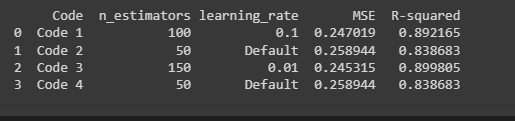 Code n_estimators learning_rate MSE R-squared
0 Code 1 100 0.1 0.247019 0.892165
1 Code 2 50 Default 0.258944 0.838683
2 Code 3 150 0.01 0.245315 0.899805
3 Code 4 50 Default 0.258944 0.838683